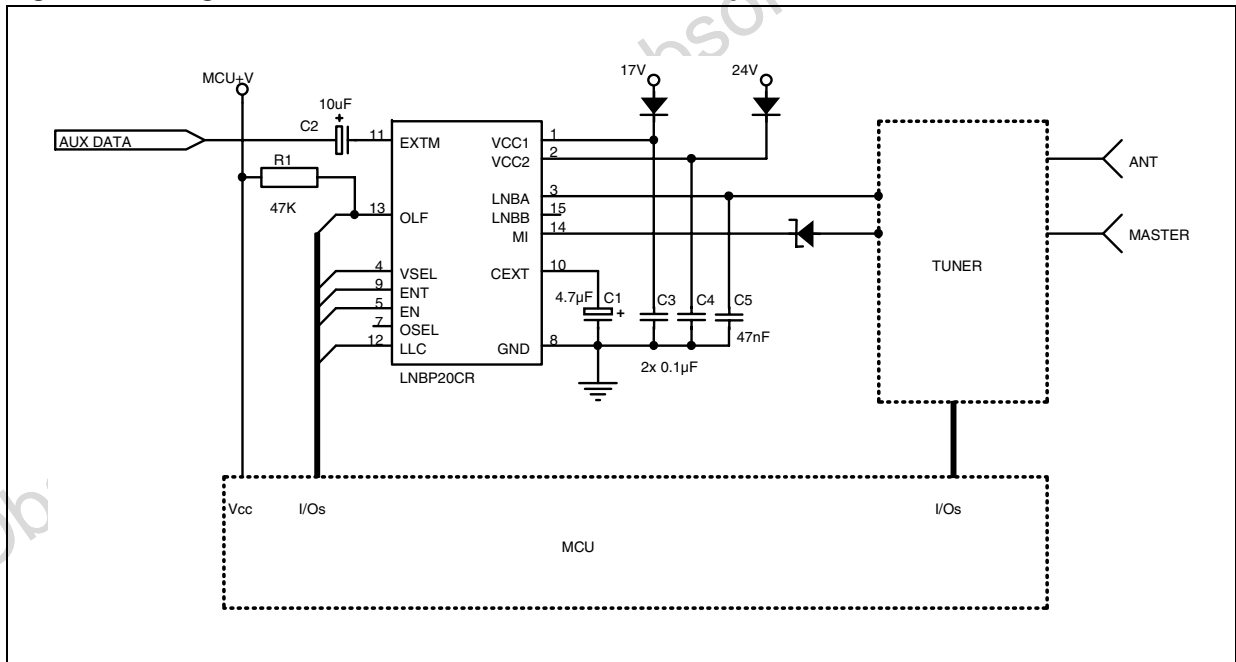 MCU+V
17V
24V
10uF
+
C2
11
EXTM
VCC1
1
AUX DATA
VCC2
2
ANT
R1
LNBA
3
47K
13
OLF
LNBB
15
MI
14
MASTER
TUNER
4
VSEL
CEXT
10
9
ENT
4.7µF
C1
C3
C4
C5
5
EN
+
7
OSEL
47nF
12
LLC
GND
8
2x 0.1µF
LNBP20CR
Vcc
I/Os
I/Os
MCU